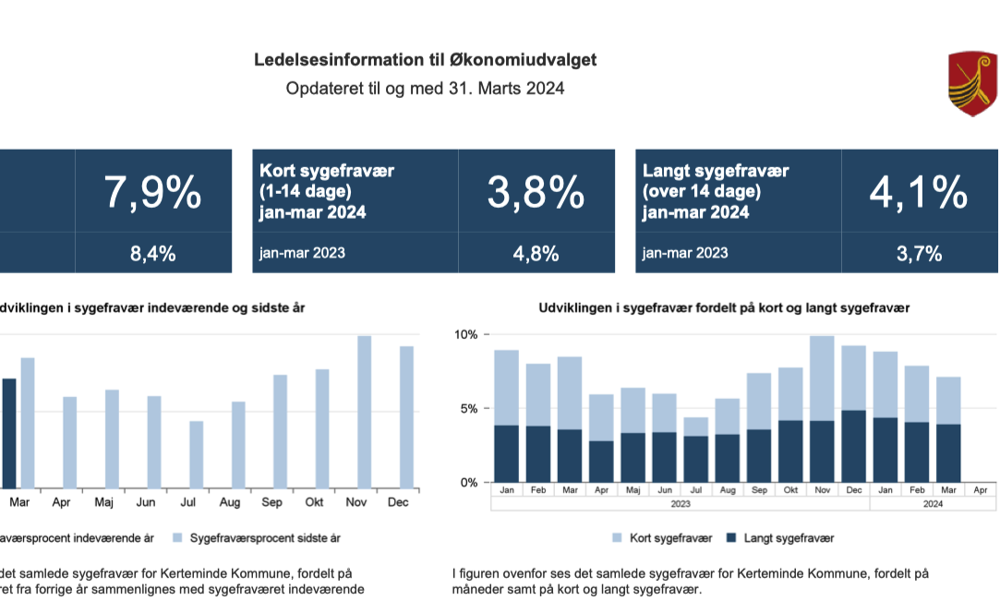 Ledelsesinformation til Økonomiudvalget
Opdateret til og med 31. Marts 2024
7,9%
8,4%
Kort sygefravær
(1-14 dage)
jan-mar 2024
3,8%
jan-mar 2023
4,8%
Langt sygefravær
(over 14 dage)
jan-mar 2024
4,1%
jan-mar 2023
3,7%
dviklingen i sygefravær indeværende og sidste år
Mar Apr Maj Jun Jul Aug Sep Okt Nov Dec
aværsprocent indeværende år Sygefraværsprocent sidste år
det samlede sygefravær for Kerteminde Kommune, fordelt på
ret fra forrige år sammenlignes med sygefraværet indeværende
Udviklingen i sygefravær fordelt på kort og langt sygefravær
10%
5%
0%
Jan Feb Mar Apr Maj Jun Jul Aug Sep Okt Nov Dec Jan Feb Mar Apr
2023 2024
Kort sygefravær Langt sygefravær
I figuren ovenfor ses det samlede sygefravær for Kerteminde Kommune, fordelt på
måneder samt på kort og langt sygefravær.